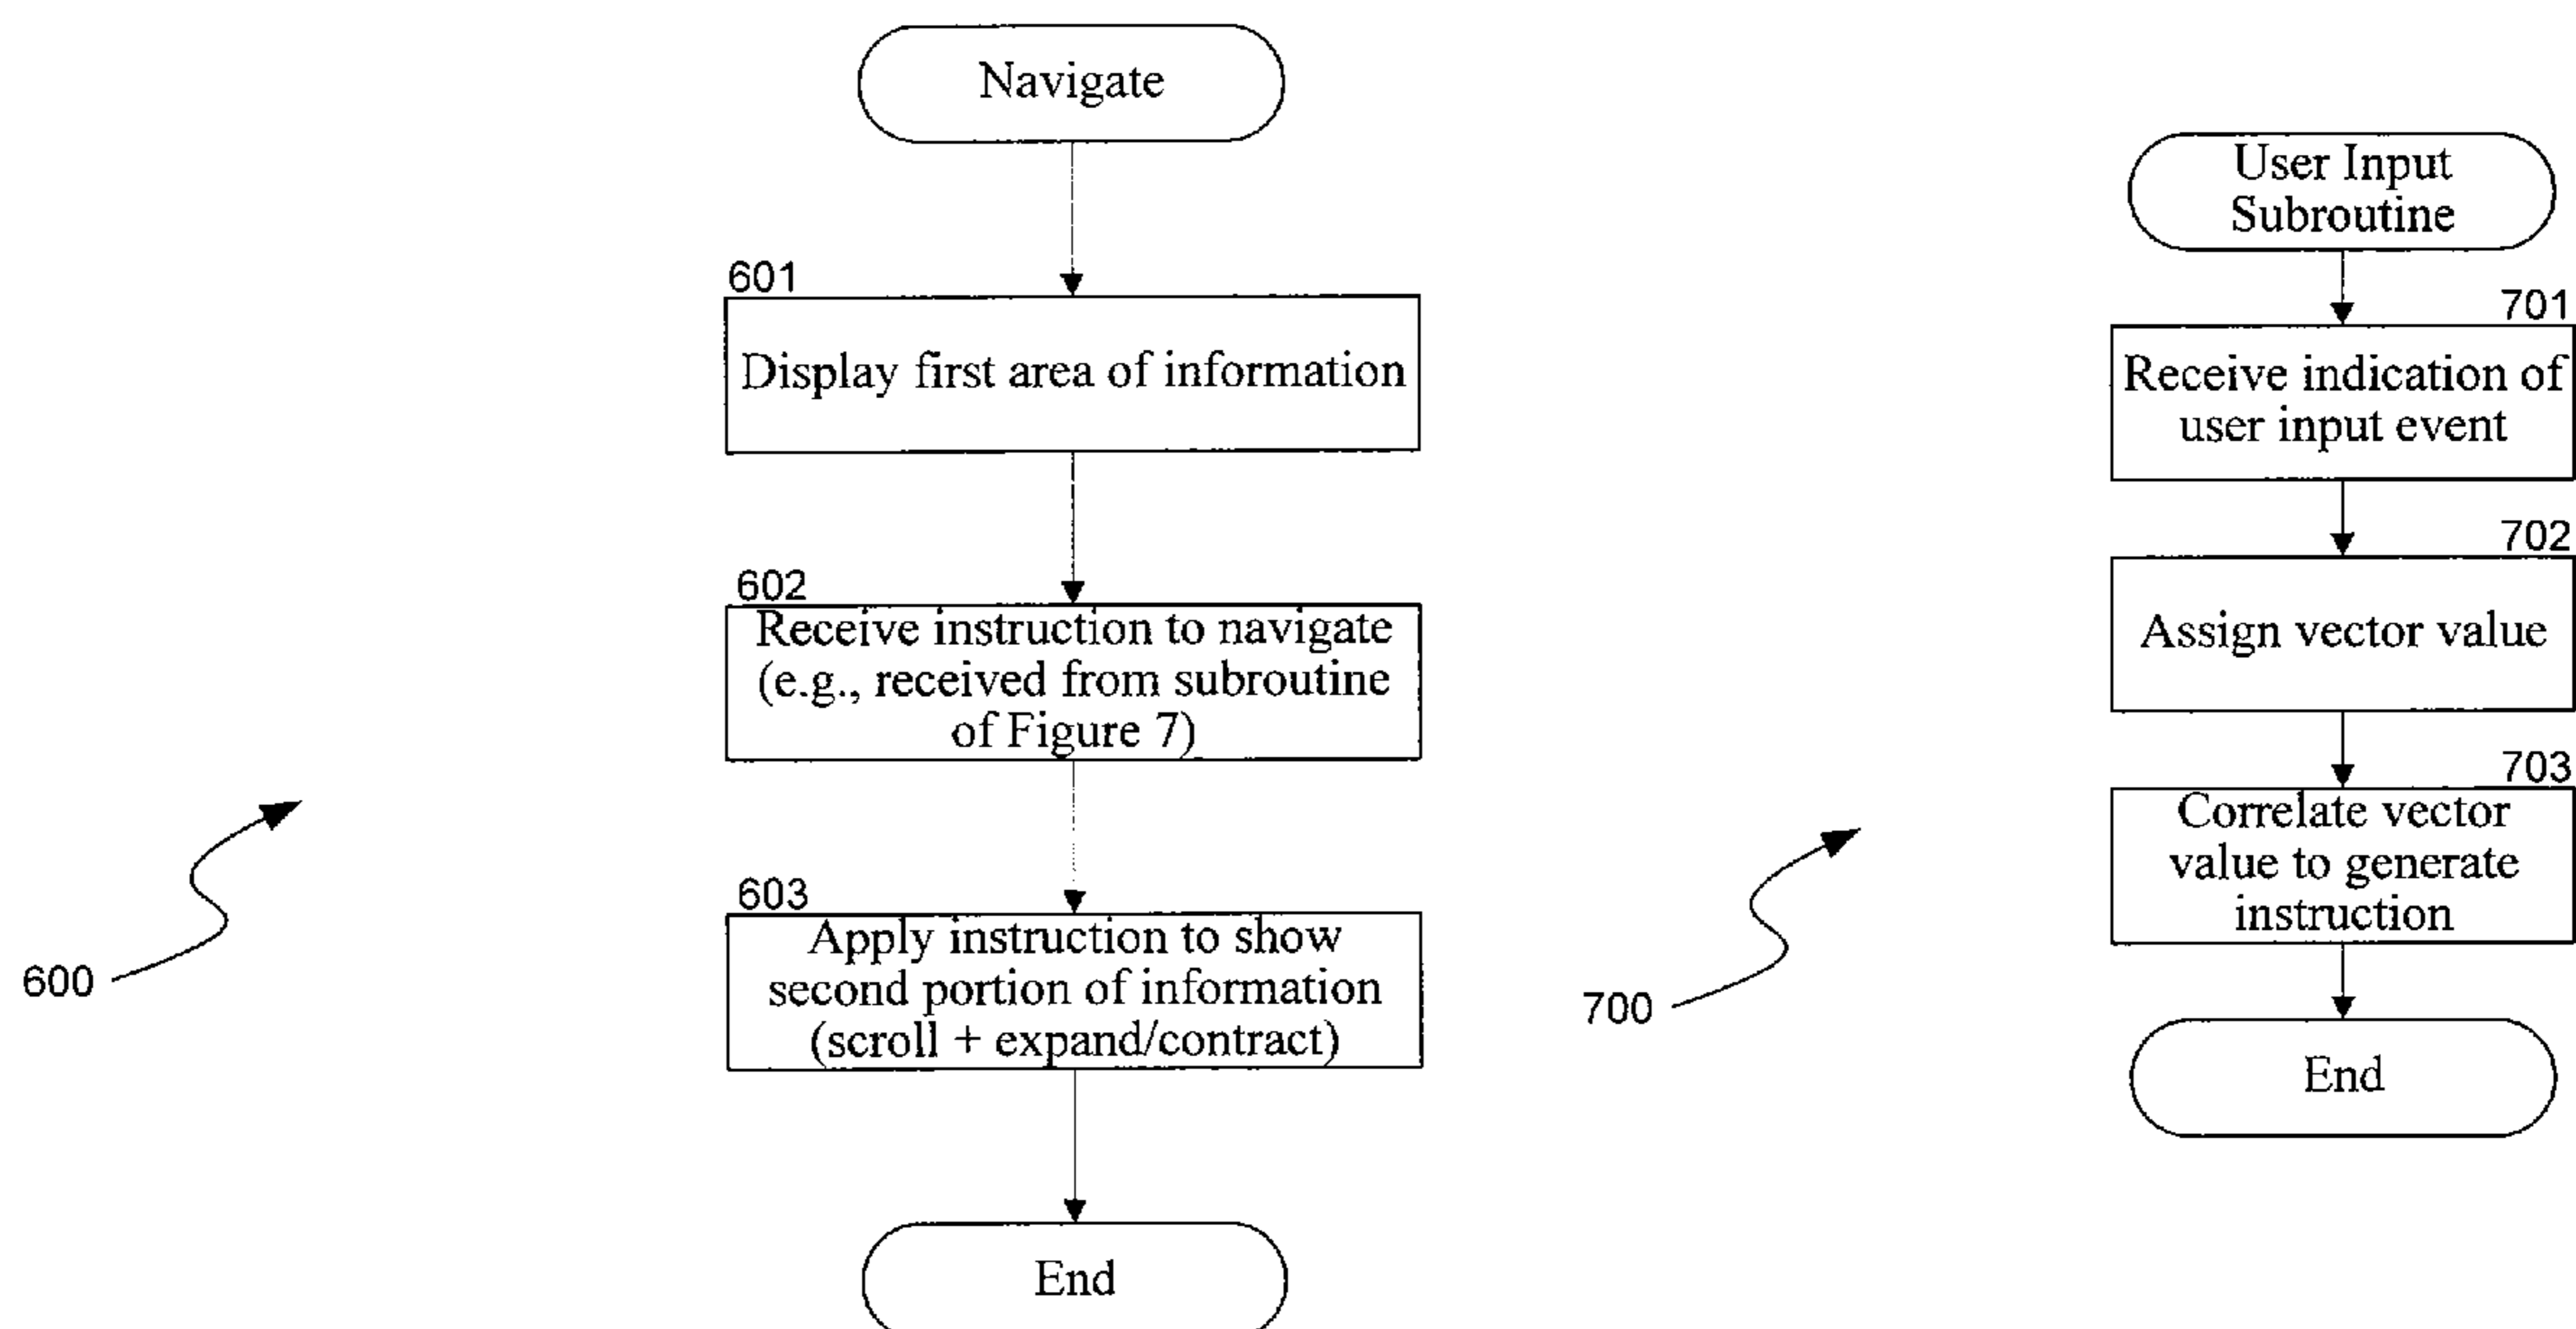 Navigate
601
Display first area of information
602
Receive instruction to navigate
(e.g., received from subroutine
of Figure 7)
603
Apply instruction to show
second portion of information
(scroll + expand/contract)
End
600
User Input
Subroutine
701
Receive indication of
user input event
702
Assign vector value
703
Correlate vector
value to generate
instruction
End
700